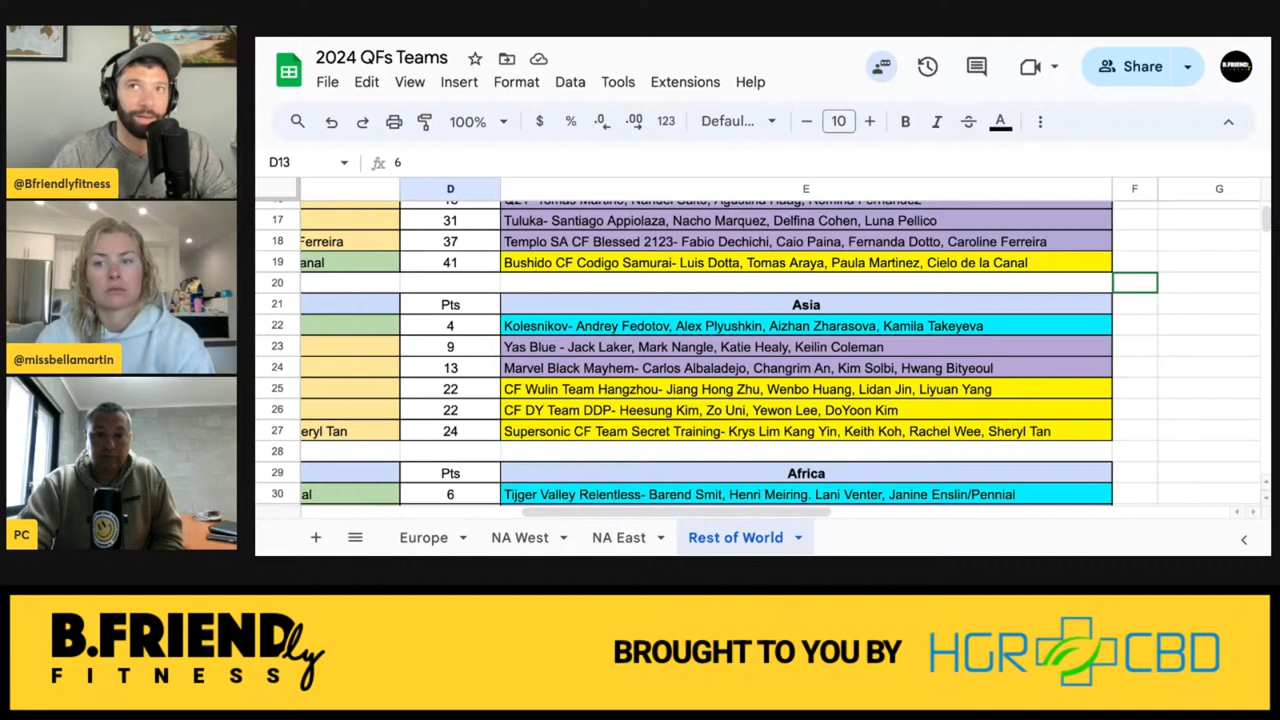 @Bfriendlyfitness
@missbellamartin
PC
2024 QFs Teams
B.FRIENDly
File Edit View Insert Format Data Tools Extensions Help
Share
100% $ % .0 .00 123 Defaul... 10 B I S A
D13 fx 6
D E F G
17 31 Tuluka- Santiago Appiolaza, Nacho Marquez, Delfina Cohen, Luna Pellico
18 Ferreira 37 Templo SA CF Blessed 2123- Fabio Dechichi, Caio Paina, Fernanda Dotto, Caroline Ferreira
19 anal 41 Bushido CF Codigo Samurai- Luis Dotta, Tomas Araya, Paula Martinez, Cielo de la Canal
20
21 Pts Asia
22 4 Kolesnikov- Andrey Fedotov, Alex Plyushkin, Aizhan Zharasova, Kamila Takeyeva
23 9 Yas Blue - Jack Laker, Mark Nangle, Katie Healy, Keilin Coleman
24 13 Marvel Black Mayhem- Carlos Albaladejo, Changrim An, Kim Solbi, Hwang Bityeoul
25 22 CF Wulin Team Hangzhou- Jiang Hong Zhu, Wenbo Huang, Lidan Jin, Liyuan Yang
26 22 CF DY Team DDP- Heesung Kim, Zo Uni, Yewon Lee, DoYoon Kim
27 eryl Tan 24 Supersonic CF Team Secret Training- Krys Lim Kang Yin, Keith Koh, Rachel Wee, Sheryl Tan
28
29 Pts Africa
30 al 6 Tijger Valley Relentless- Barend Smit, Henri Meiring. Lani Venter, Janine Enslin/Pennial
Europe NA West NA East Rest of World
B.FRIENDly
FITNESS
BROUGHT TO YOU BY
HGR CBD